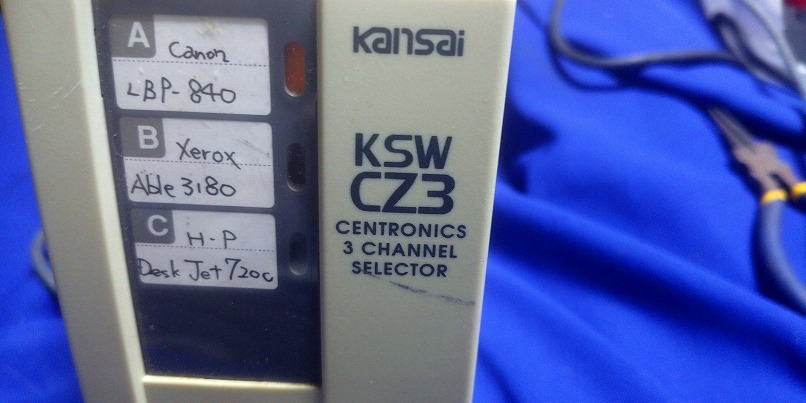 A Canon
LBP-840
B Xerox
Able 3180
C H-P
Desk Jet 720c
Kansai
KSW
CZ3
CENTRONICS
3 CHANNEL
SELECTOR